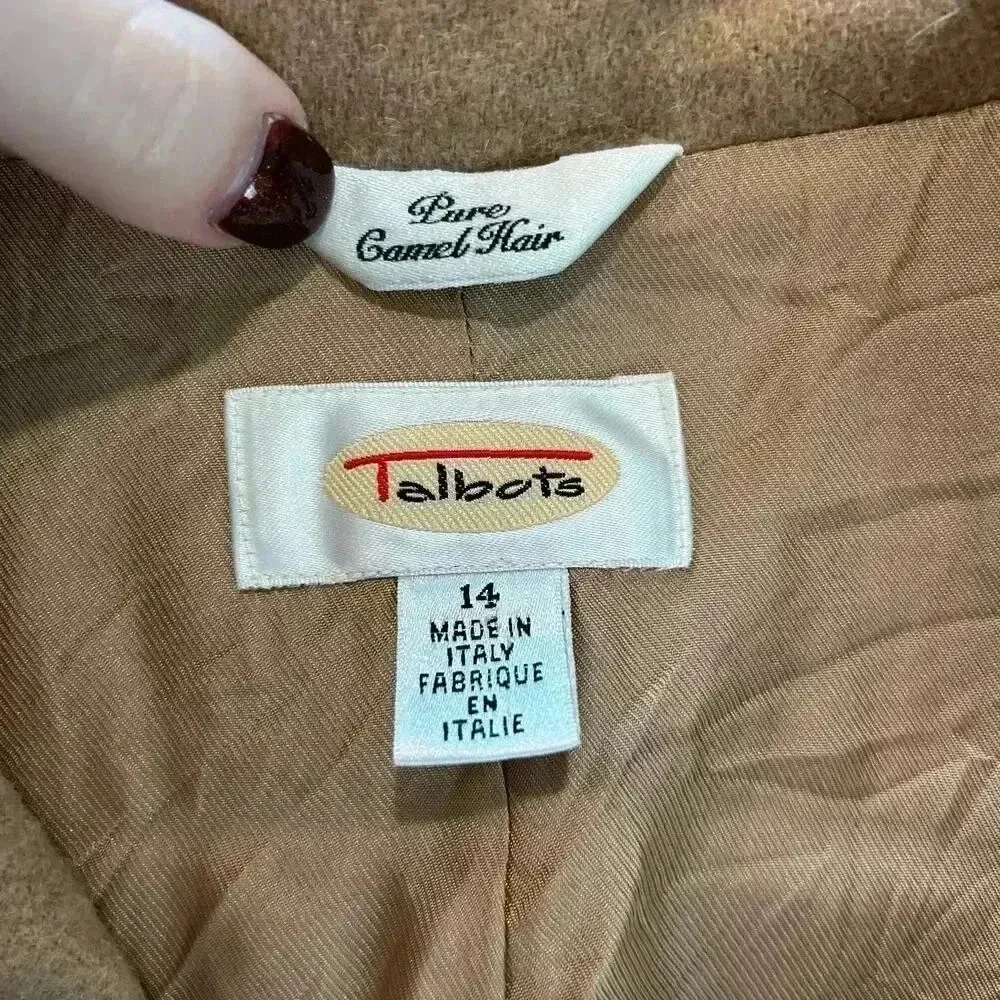 Pure
Camel Hair
Talbots
14
MADE IN
ITALY
FABRIQUE
EN
ITALIE